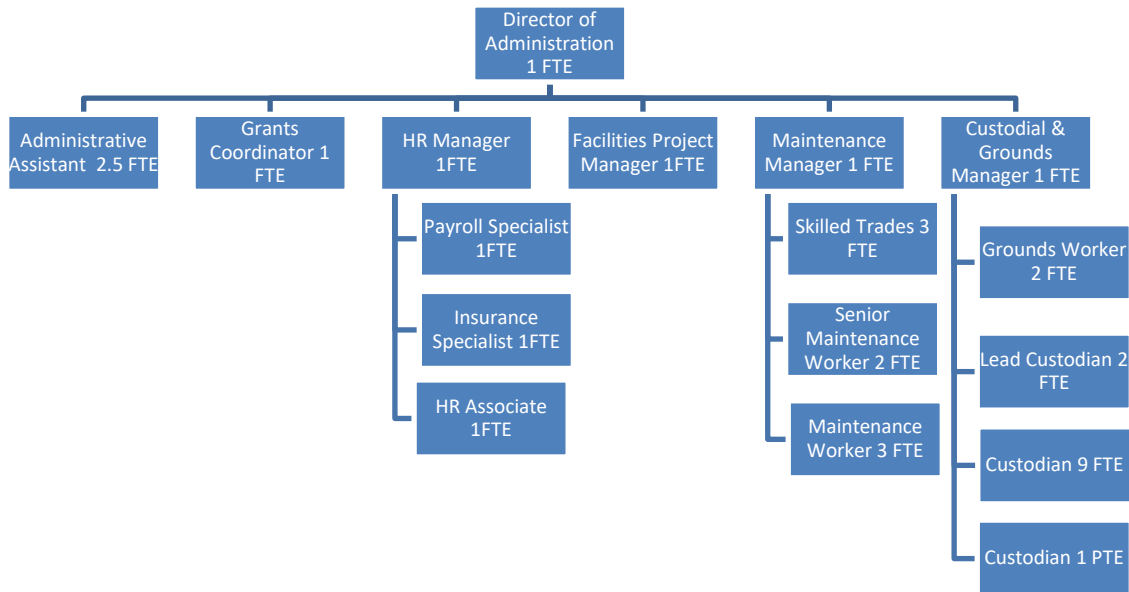 Director of
Administration
1 FTE
Administrative
Assistant 2.5 FTE
Grants
Coordinator 1
FTE
HR Manager
1FTE
Facilities Project
Manager 1FTE
Maintenance
Manager 1 FTE
Custodial &
Grounds
Manager 1 FTE
Payroll Specialist
1FTE
Insurance
Specialist 1FTE
HR Associate
1FTE
Skilled Trades 3
FTE
Senior
Maintenance
Worker 2 FTE
Maintenance
Worker 3 FTE
Grounds Worker
2 FTE
Lead Custodian 2
FTE
Custodian 9 FTE
Custodian 1 PTE